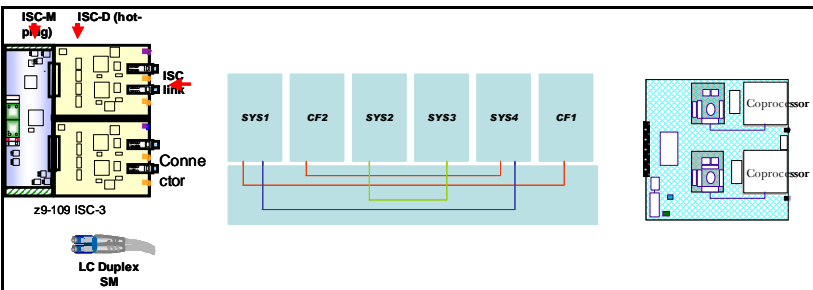 ISC-M
plug)
ISC-D (hot-
ISC
link
Conne
ctor
z9-109 ISC-3
LC Duplex
SM
SYS1
CF2
SYS2
SYS3
SYS4
CF1
Coprocessor
Coprocessor